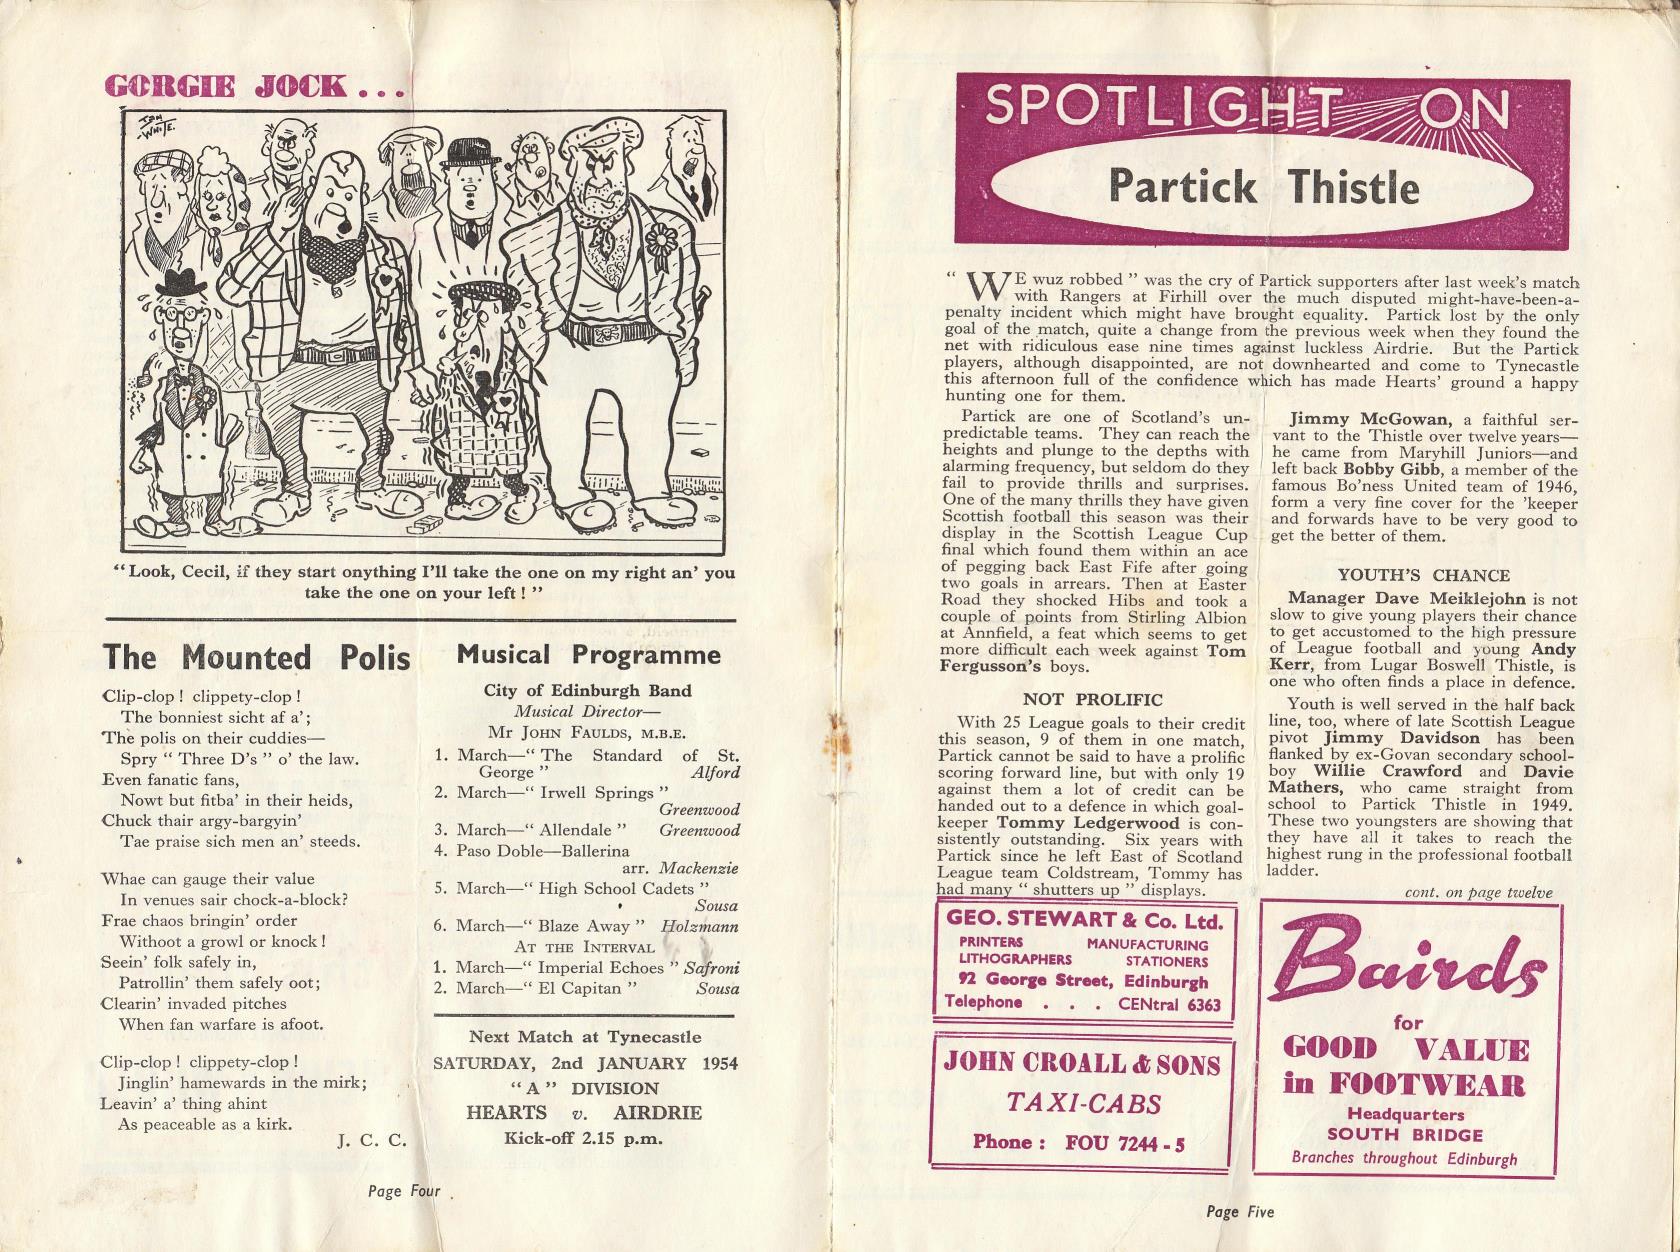 GORGIE JOCK . . .
IAN
WHITE.
"Look, Cecil, if they start onything I'll take the one on my right an' you
take the one on your left ! "
The Mounted Polis
Clip-clop ! clippety-clop !
The bonniest sicht af a' ;
The polis on their cuddies—
Spry " Three D's " o' the law.
Even fanatic fans,
Nowt but fitba' in their heids,
Chuck thair argy-bargyin'
Tae praise sich men an' steeds.
Whae can gauge their value
In venues sair chock-a-block?
Frae chaos bringin' order
Withoot a growl or knock !
Seein' folk safely in,
Patrollin' them safely oot ;
Clearin' invaded pitches
When fan warfare is afoot.
Clip-clop ! clippety-clop !
Jinglin' hamewards in the mirk ;
Leavin' a' thing ahint
As peaceable as a kirk.
J. C. C.
Musical Programme
City of Edinburgh Band
Musical Director—
Mr JOHN FAULDS, M.B.E.
1. March—" The Standard of St.
George " Alford
2. March—" Irwell Springs "
Greenwood
3. March—" Allendale " Greenwood
4. Paso Doble—Ballerina
arr. Mackenzie
5. March—" High School Cadets "
Sousa
6. March—" Blaze Away " Holzmann
AT THE INTERVAL
1. March—" Imperial Echoes " Safroni
2. March—" El Capitan " Sousa
Next Match at Tynecastle
SATURDAY, 2nd JANUARY 1954
" A " DIVISION
HEARTS v. AIRDRIE
Kick-off 2.15 p.m.
Page Four
SPOTLIGHT ON
Partick Thistle
" WE wuz robbed " was the cry of Partick supporters after last week's match
with Rangers at Firhill over the much disputed might-have-been-a-
penalty incident which might have brought equality. Partick lost by the only
goal of the match, quite a change from the previous week when they found the
net with ridiculous ease nine times against luckless Airdrie. But the Partick
players, although disappointed, are not downhearted and come to Tynecastle
this afternoon full of the confidence which has made Hearts' ground a happy
hunting one for them.
Partick are one of Scotland's un-
predictable teams. They can reach the
heights and plunge to the depths with
alarming frequency, but seldom do they
fail to provide thrills and surprises.
One of the many thrills they have given
Scottish football this season was their
display in the Scottish League Cup
final which found them within an ace
of pegging back East Fife after going
two goals in arrears. Then at Easter
Road they shocked Hibs and took a
couple of points from Stirling Albion
at Annfield, a feat which seems to get
more difficult each week against Tom
Fergusson's boys.
NOT PROLIFIC
With 25 League goals to their credit
this season, 9 of them in one match,
Partick cannot be said to have a prolific
scoring forward line, but with only 19
against them a lot of credit can be
handed out to a defence in which goal-
keeper Tommy Ledgerwood is con-
sistently outstanding. Six years with
Partick since he left East of Scotland
League team Coldstream, Tommy has
had many " shutters up " displays.
Jimmy McGowan, a faithful ser-
vant to the Thistle over twelve years—
he came from Maryhill Juniors—and
left back Bobby Gibb, a member of the
famous Bo'ness United team of 1946,
form a very fine cover for the 'keeper
and forwards have to be very good to
get the better of them.
YOUTH'S CHANCE
Manager Dave Meiklejohn is not
slow to give young players their chance
to get accustomed to the high pressure
of League football and young Andy
Kerr, from Lugar Boswell Thistle, is
one who often finds a place in defence.
Youth is well served in the half back
line, too, where of late Scottish League
pivot Jimmy Davidson has been
flanked by ex-Govan secondary school-
boy Willie Crawford and Davie
Mathers, who came straight from
school to Partick Thistle in 1949.
These two youngsters are showing that
they have all it takes to reach the
highest rung in the professional football
ladder.
cont. on page twelve
GEO. STEWART & Co. Ltd.
PRINTERS MANUFACTURING
LITHOGRAPHERS STATIONERS
92 George Street, Edinburgh
Telephone . . . CENtral 6363
JOHN CROALL & SONS
TAXI-CABS
Phone : FOU 7244 - 5
Bairds
for
GOOD VALUE
in FOOTWEAR
Headquarters
SOUTH BRIDGE
Branches throughout Edinburgh
Page Five